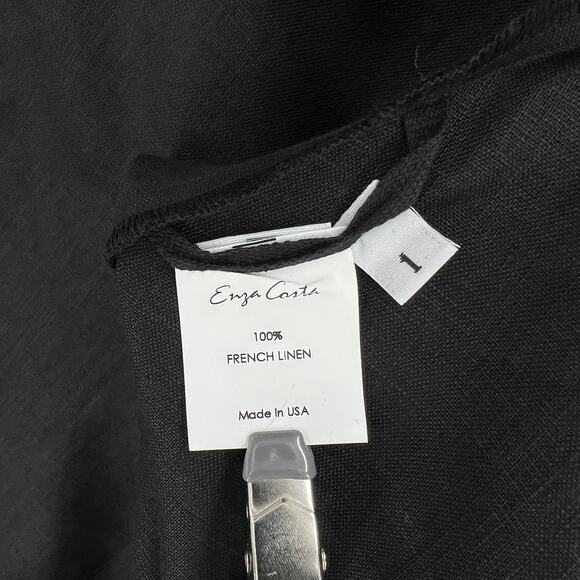 Enza Costa
1
100%
FRENCH LINEN
Made in USA